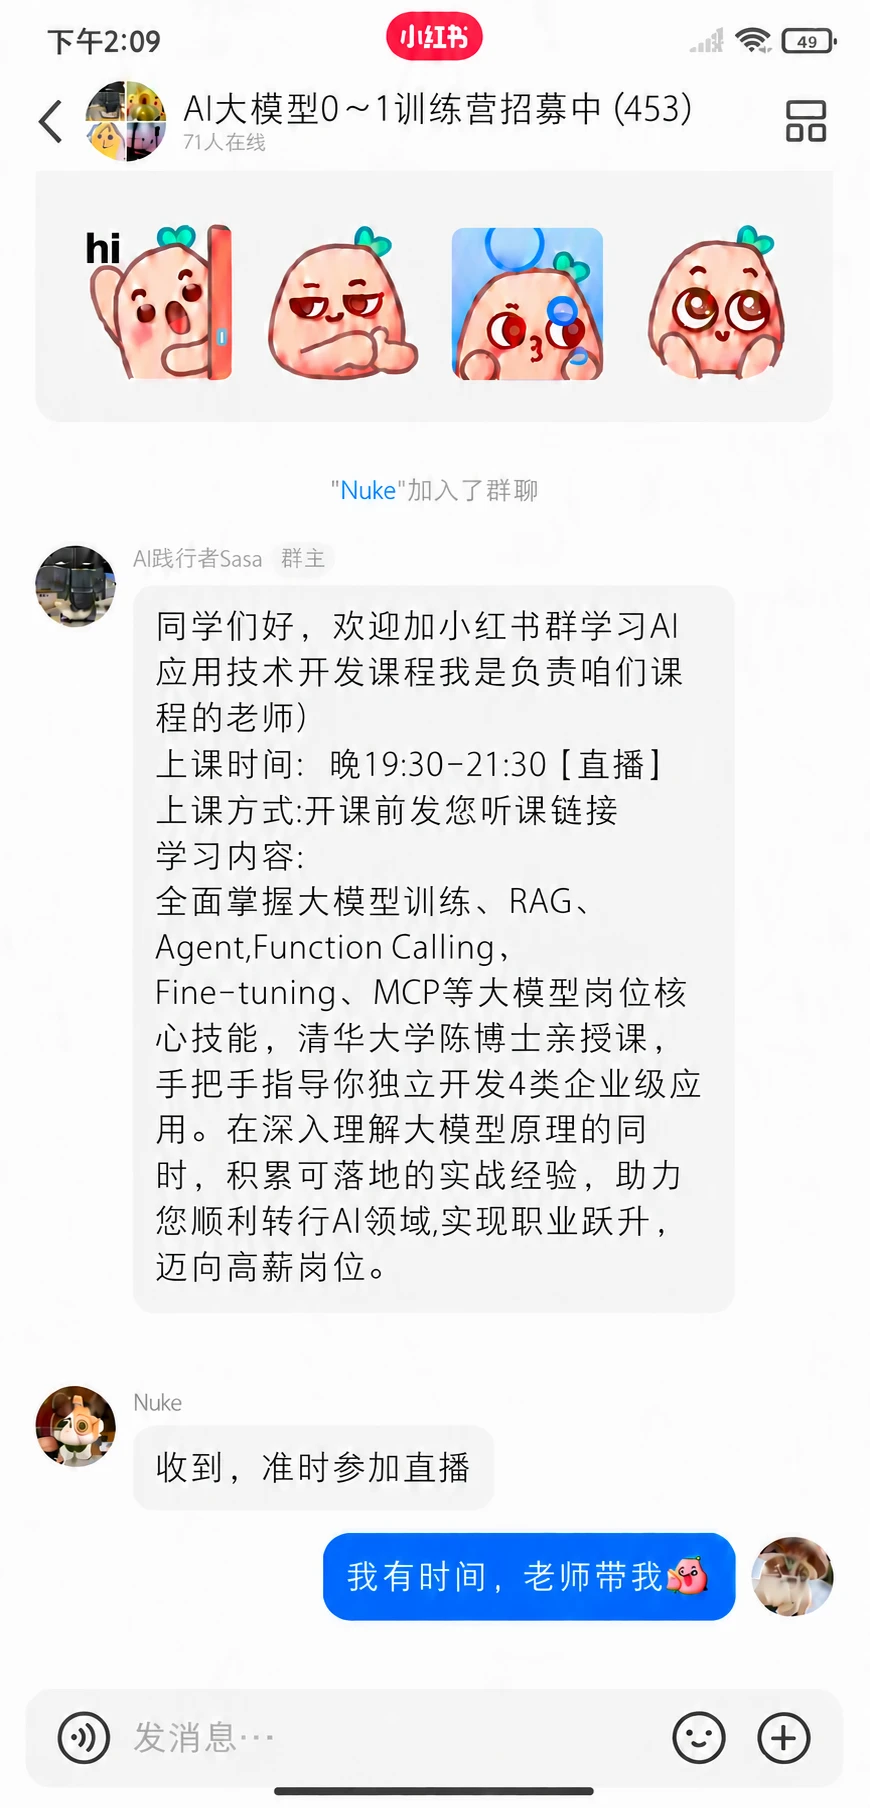 下午2:09
小红书
49
AI大模型0～1训练营招募中 (453)
71人在线
hi
"Nuke"加入了群聊
AI践行者Sasa 群主
同学们好，欢迎加小红书群学习AI
应用技术开发课程我是负责咱们课
程的老师)
上课时间： 晚19:30-21:30【直播】
上课方式:开课前发您听课链接
学习内容:
全面掌握大模型训练、RAG、
Agent,Function Calling，
Fine-tuning、MCP等大模型岗位核
心技能，清华大学陈博士亲授课，
手把手指导你独立开发4类企业级应
用。在深入理解大模型原理的同
时，积累可落地的实战经验，助力
您顺利转行AI领域,实现职业跃升，
迈向高薪岗位。
Nuke
收到，准时参加直播
我有时间，老师带我
发消息…